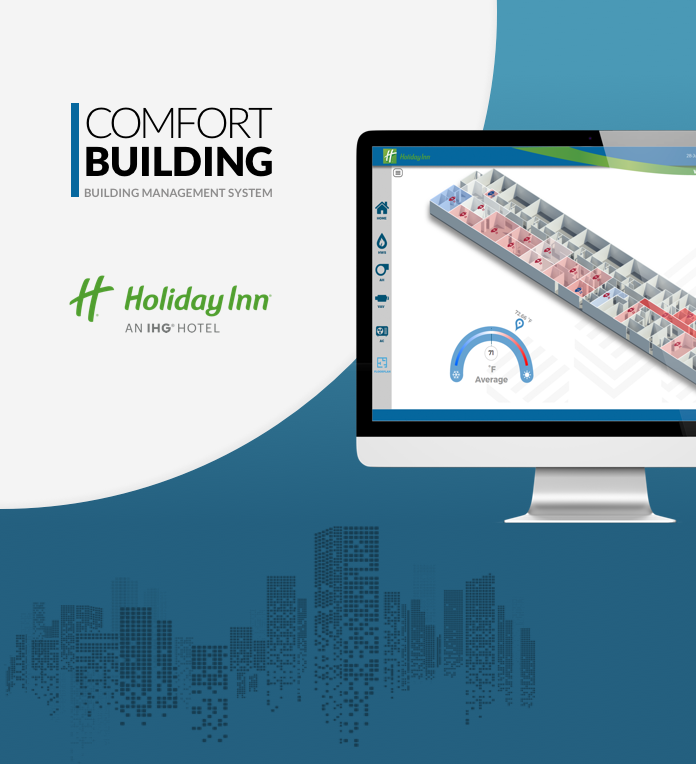 COMFORT
BUILDING
BUILDING MANAGEMENT SYSTEM
H Holiday Inn
AN IHG® HOTEL
H Holiday Inn
HOME
71
°F
Average